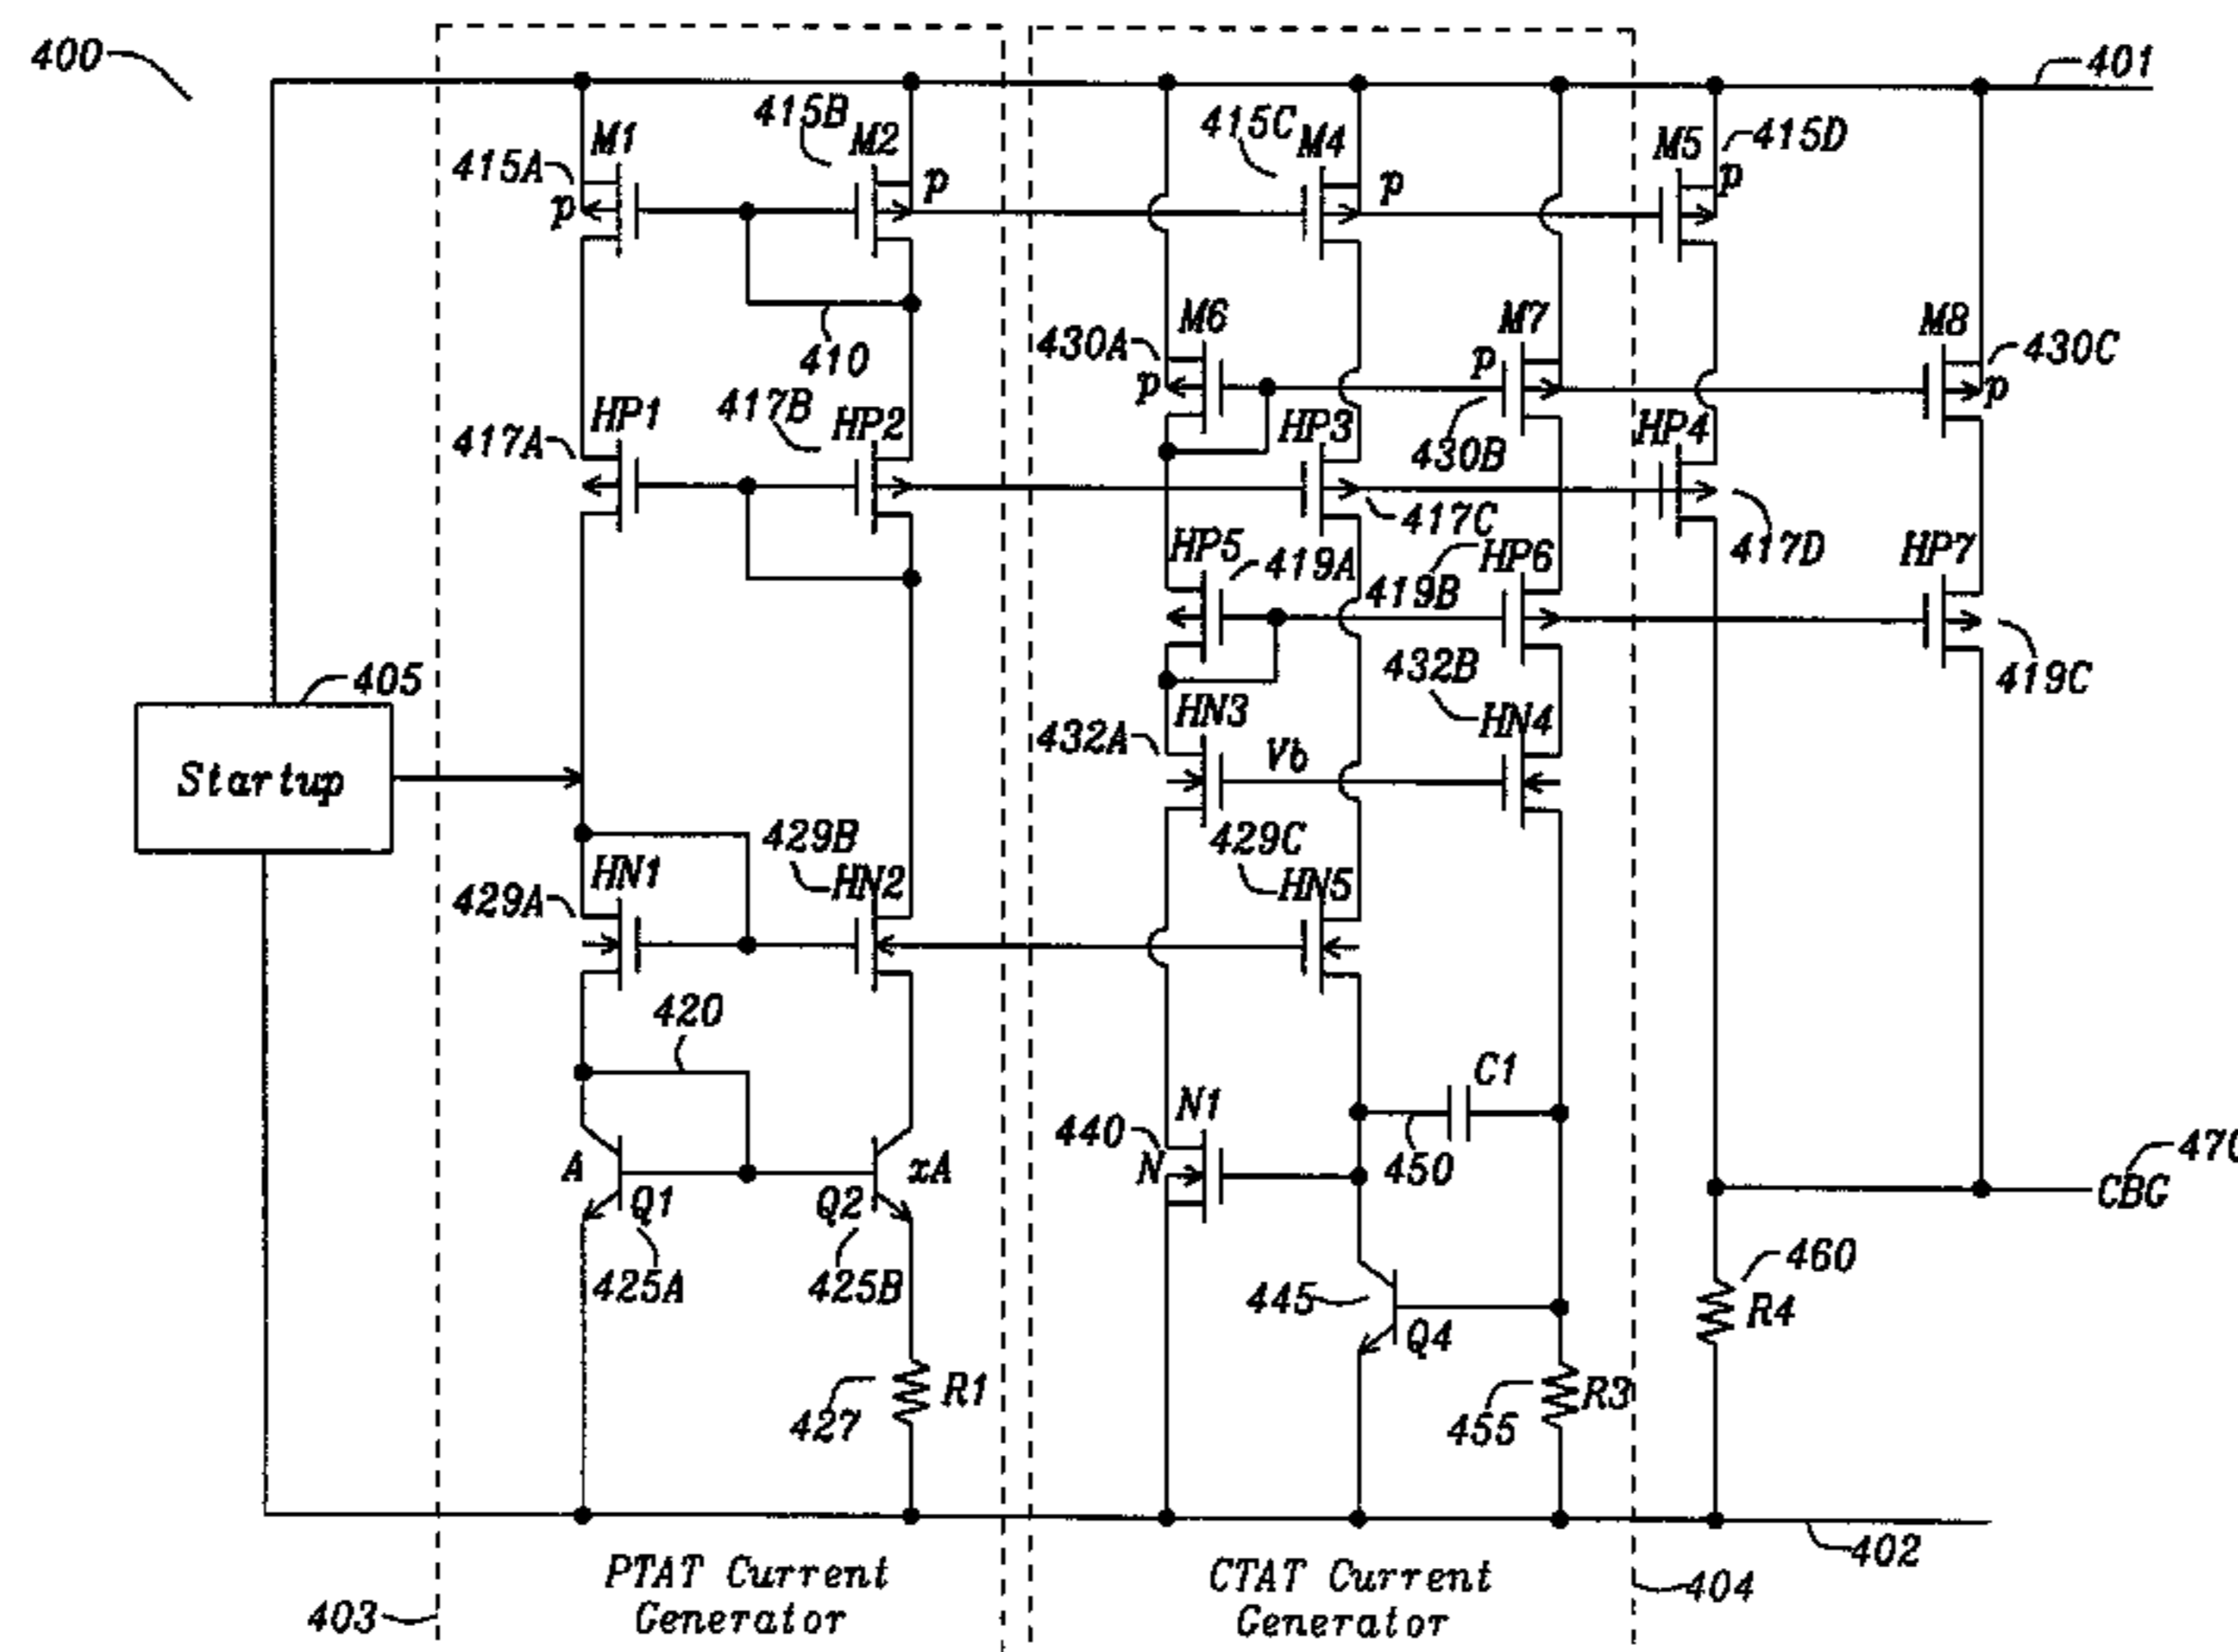 400
401
415B
M2
p
415A
M1
p
415C
M4
p
M5
415D
p
410
430A
M6
p
M7
p
430B
M8
430C
p
417A
HP1
417B
HP2
HP3
417C
HP4
417D
HP5
419A
419B
HP6
HP7
419C
405
Startup
432A
HN3
Vb
432B
HN4
429A
HN1
429B
HN2
429C
HN5
420
A
Q1
425A
xA
Q2
425B
440
N1
N
C1
450
470
CBG
445
Q4
460
R4
427
R1
455
R3
402
403
PTAT Current
Generator
CTAT Current
Generator
404